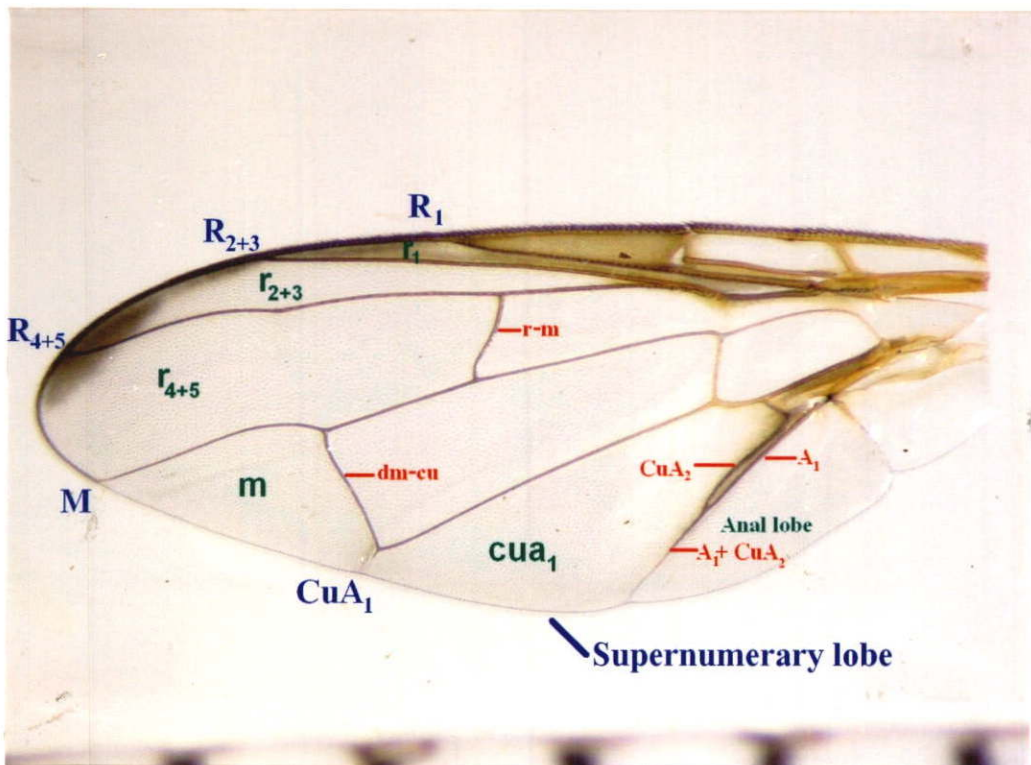 R1
R2+3
r1
r2+3
R4+5
r-m
r4+5
A1
CuA2
dm-cu
m
M
Anal lobe
cua1
A1+ CuA2
CuA1
Supernumerary lobe